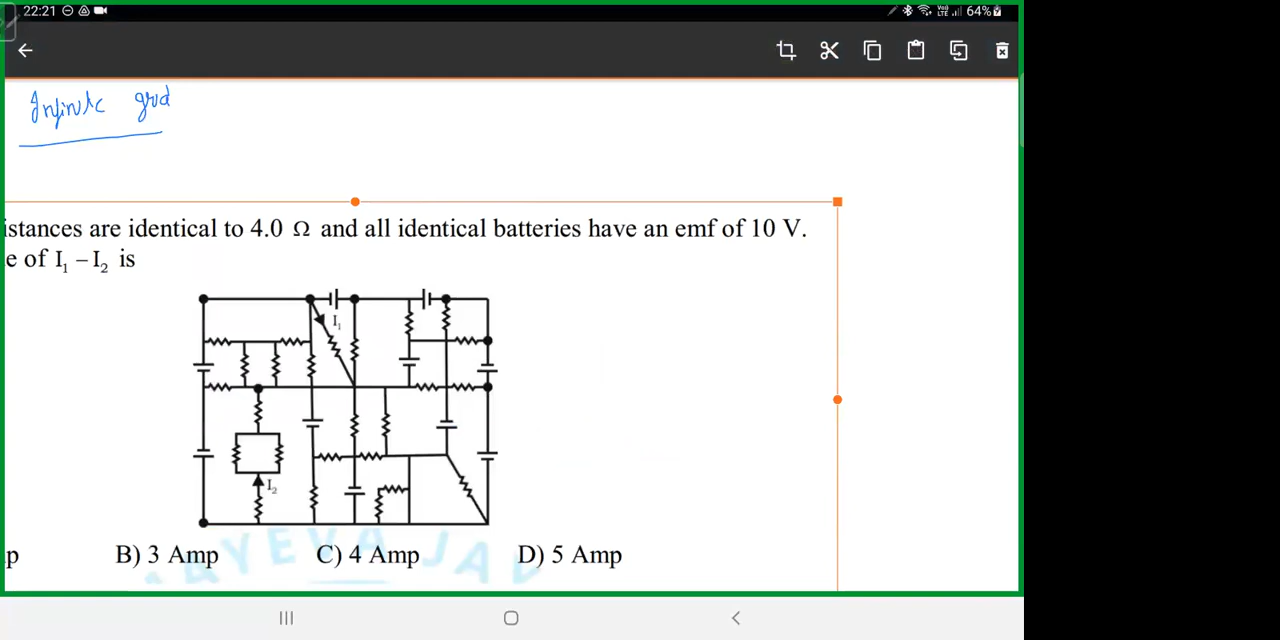 22:21 64%
Infinite grid
istances are identical to 4.0 Ω and all identical batteries have an emf of 10 V.
e of I₁ – I₂ is
I₁
I₂
p B) 3 Amp C) 4 Amp D) 5 Amp